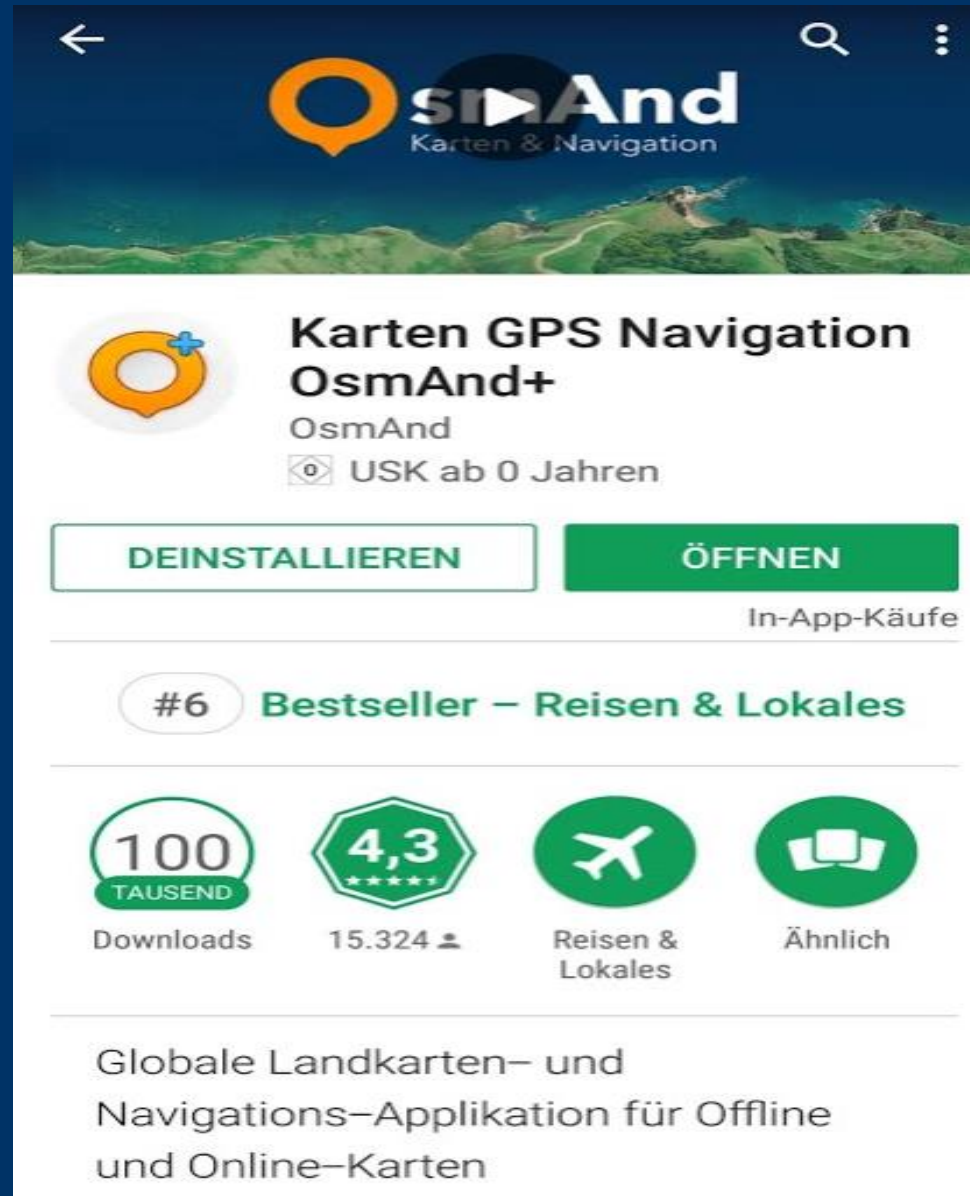 OsmAnd
Karten & Navigation
Karten GPS Navigation
OsmAnd+
OsmAnd
0 USK ab 0 Jahren
DEINSTALLIEREN ÖFFNEN
In-App-Käufe
#6 Bestseller – Reisen & Lokales
100 4,3
TAUSEND
Downloads 15.324 Reisen & Ähnlich
Lokales
Globale Landkarten– und
Navigations–Applikation für Offline
und Online–Karten